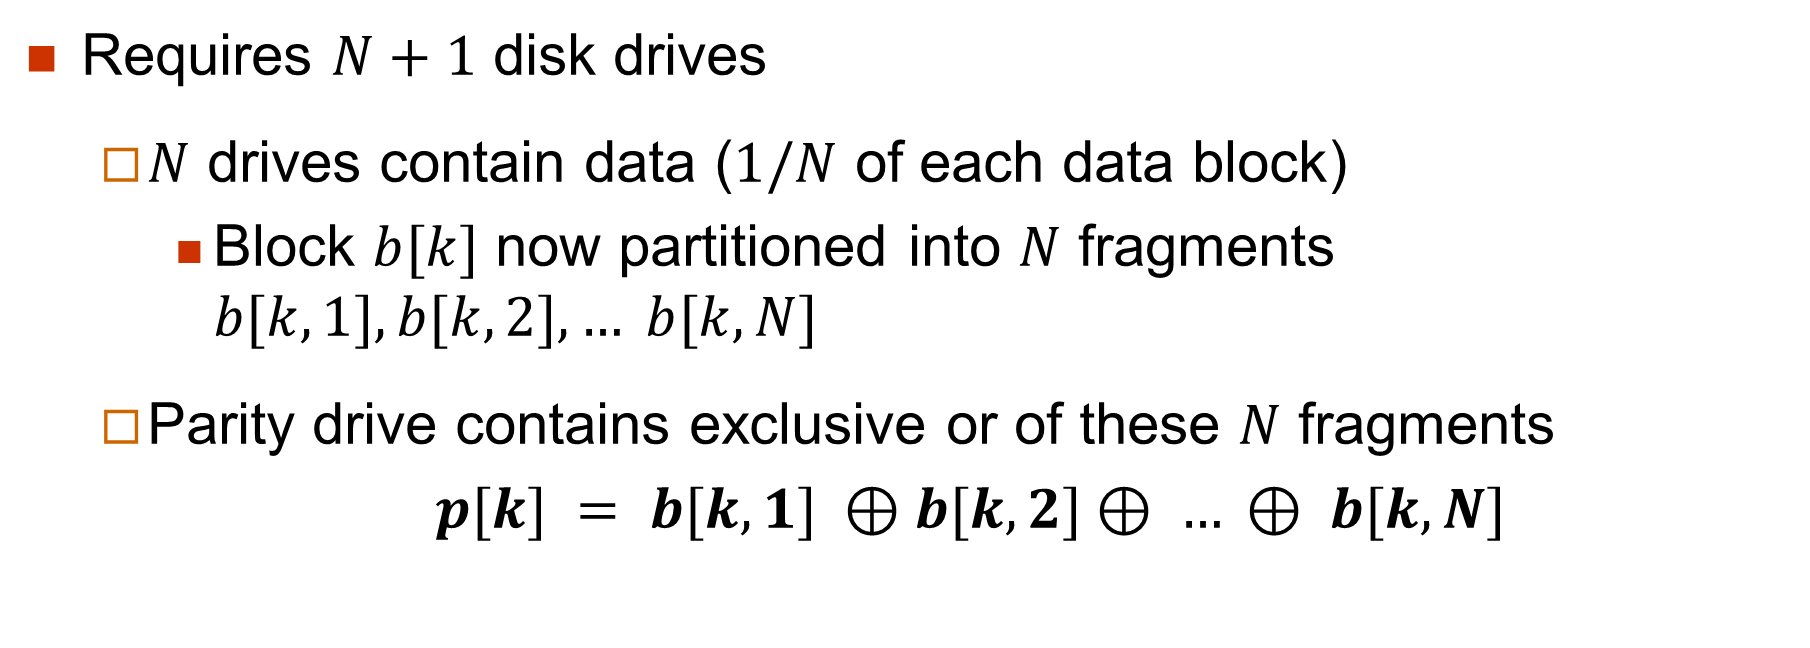 Requires N + 1 disk drives
N drives contain data (1/N of each data block)
Block b[k] now partitioned into N fragments
b[k, 1], b[k, 2], … b[k, N]
Parity drive contains exclusive or of these N fragments
p[k] = b[k, 1] ⊕ b[k, 2] ⊕ … ⊕ b[k, N]